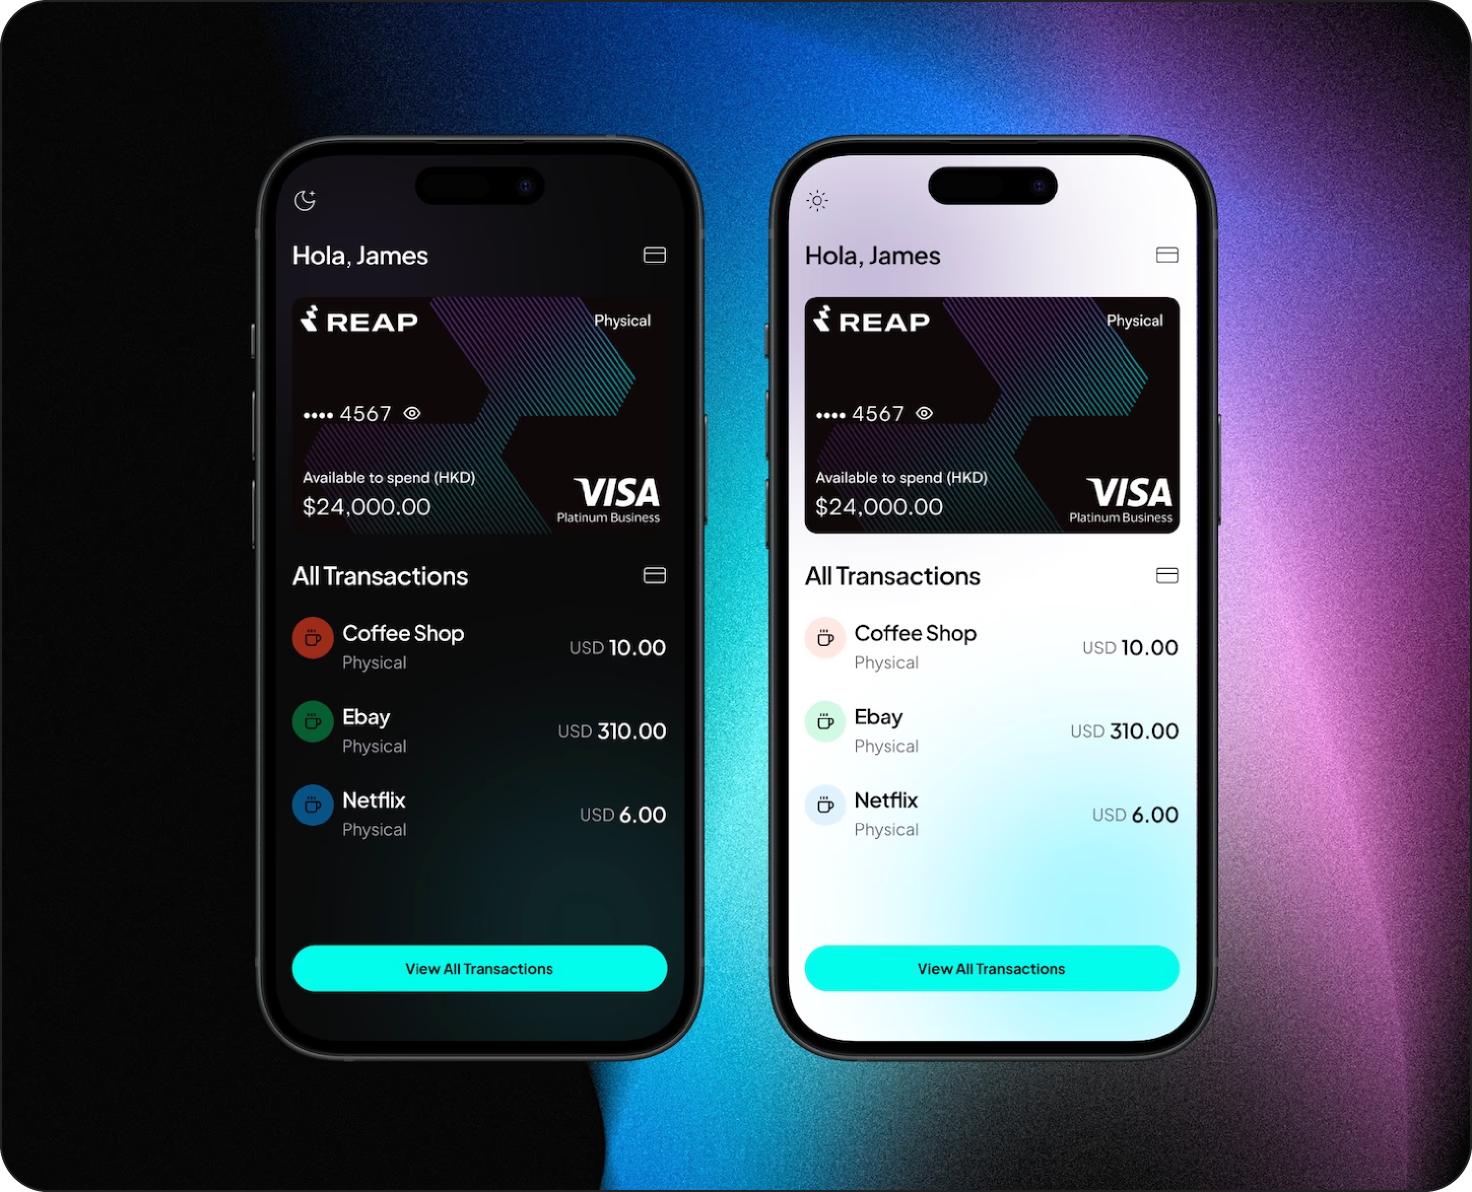 Hola, James
REAP
Physical
•••• 4567
Available to spend (HKD)
$24,000.00
VISA
Platinum Business
All Transactions
Coffee Shop
Physical
USD 10.00
Ebay
Physical
USD 310.00
Netflix
Physical
USD 6.00
View All Transactions
Hola, James
REAP
Physical
•••• 4567
Available to spend (HKD)
$24,000.00
VISA
Platinum Business
All Transactions
Coffee Shop
Physical
USD 10.00
Ebay
Physical
USD 310.00
Netflix
Physical
USD 6.00
View All Transactions